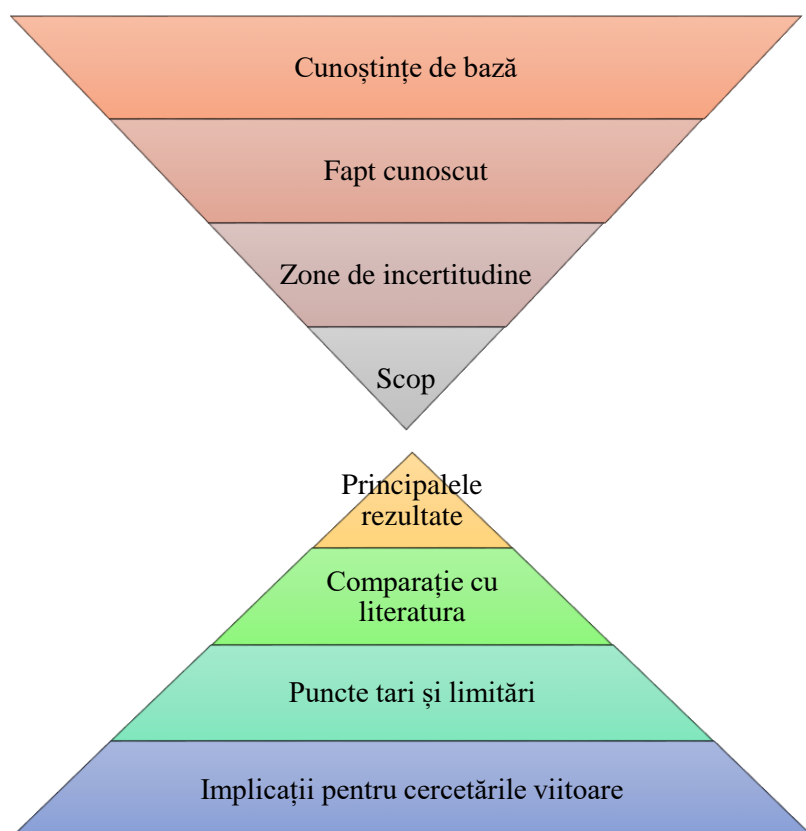 Cunoștințe de bază
Fapt cunoscut
Zone de incertitudine
Scop
Principalele
rezultate
Comparație cu
literatura
Puncte tari și limitări
Implicații pentru cercetările viitoare